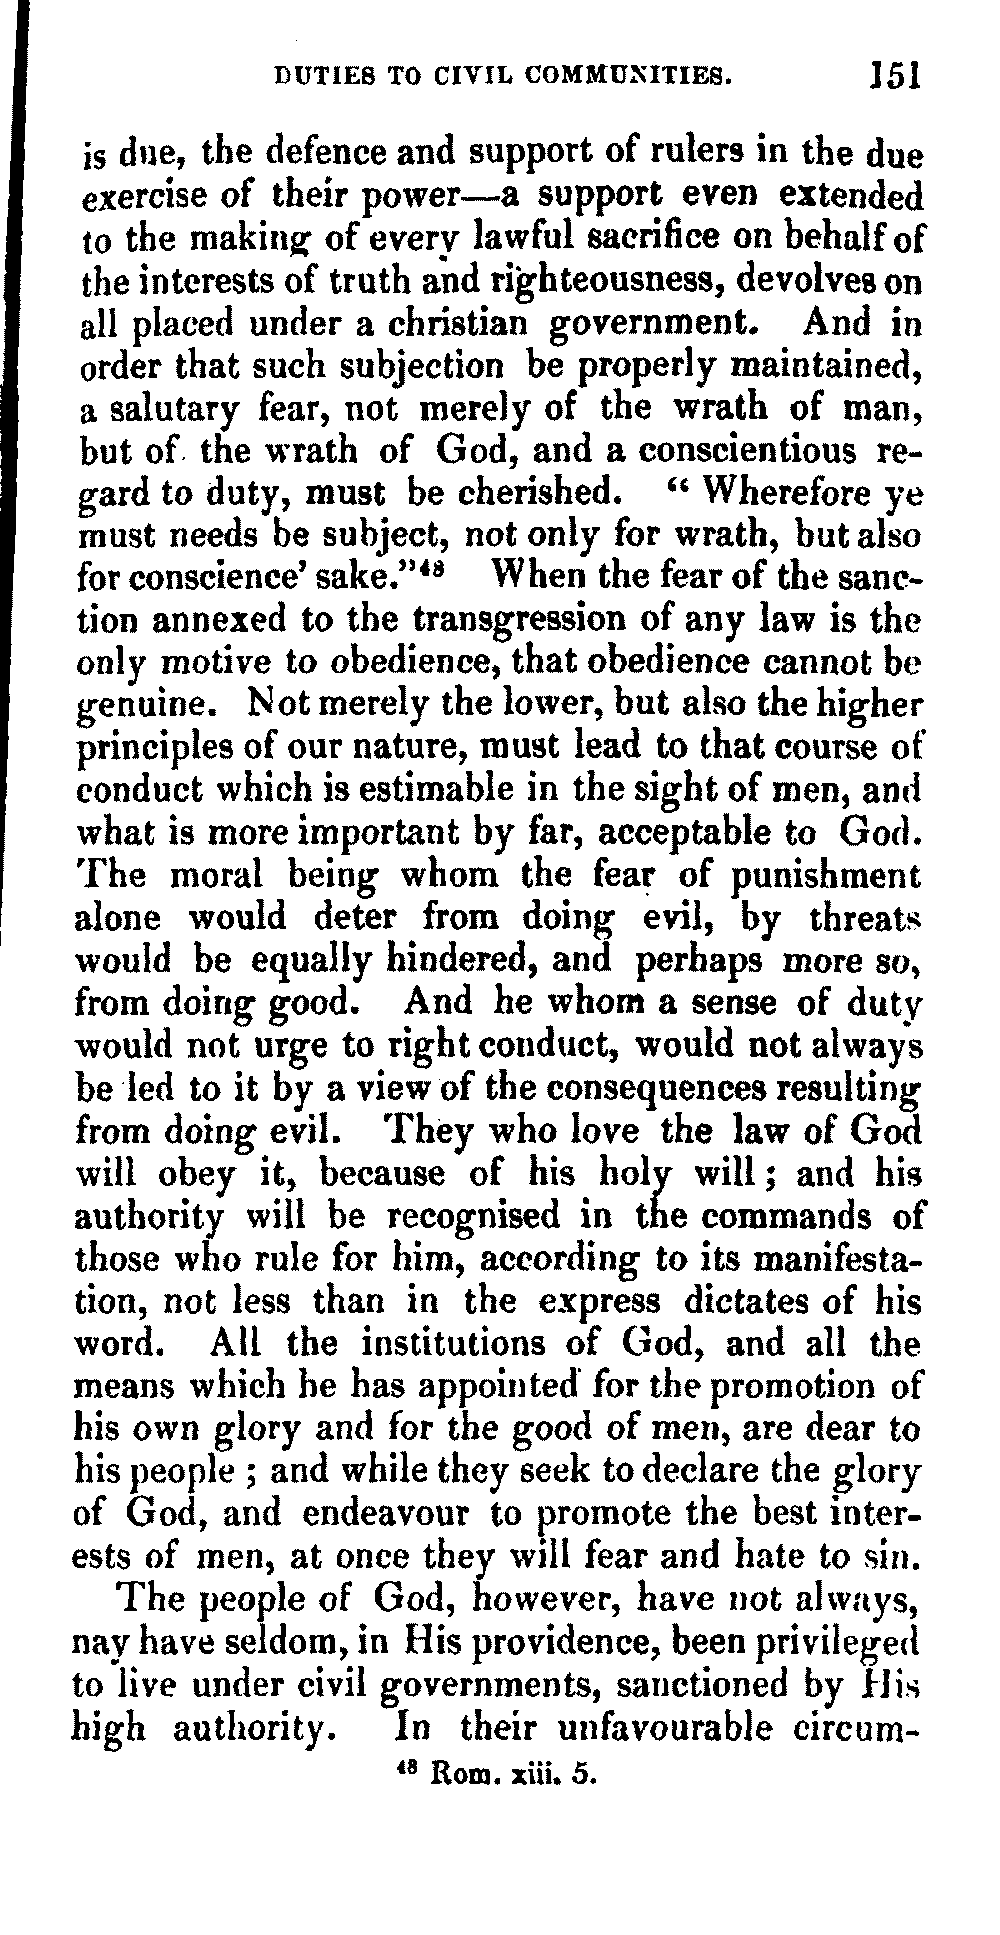 DUTIES TO CIVIL COMMUNITIES. 151
is due, the defence and support of rulers in the due
exercise of their power—a support even extended
to the making of every lawful sacrifice on behalf of
the interests of truth and righteousness, devolves on
all placed under a christian government. And in
order that such subjection be properly maintained,
a salutary fear, not merely of the wrath of man,
but of the wrath of God, and a conscientious re-
gard to duty, must be cherished. “ Wherefore ye
must needs be subject, not only for wrath, but also
for conscience’ sake.”⁴⁸ When the fear of the sanc-
tion annexed to the transgression of any law is the
only motive to obedience, that obedience cannot be
genuine. Not merely the lower, but also the higher
principles of our nature, must lead to that course of
conduct which is estimable in the sight of men, and
what is more important by far, acceptable to God.
The moral being whom the fear of punishment
alone would deter from doing evil, by threats
would be equally hindered, and perhaps more so,
from doing good. And he whom a sense of duty
would not urge to right conduct, would not always
be led to it by a view of the consequences resulting
from doing evil. They who love the law of God
will obey it, because of his holy will ; and his
authority will be recognised in the commands of
those who rule for him, according to its manifesta-
tion, not less than in the express dictates of his
word. All the institutions of God, and all the
means which he has appointed for the promotion of
his own glory and for the good of men, are dear to
his people ; and while they seek to declare the glory
of God, and endeavour to promote the best inter-
ests of men, at once they will fear and hate to sin.
The people of God, however, have not always,
nay have seldom, in His providence, been privileged
to live under civil governments, sanctioned by His
high authority. In their unfavourable circum-
⁴⁸ Rom. xiii. 5.